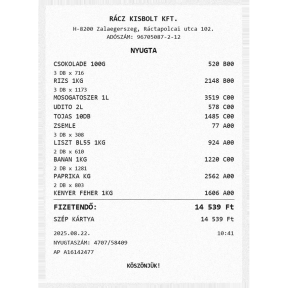 RÁCZ KISBOLT KFT.
H-8200 Zalaegerszeg, Ráctapolcai utca 102.
ADÓSZÁM: 96705087-2-12
NYUGTA
CSOKOLADE 100G 520 B00
3 DB x 716
RIZS 1KG 2148 B00
3 DB x 1173
MOSOGATOSZER 1L 3519 C00
UDITO 2L 578 C00
TOJAS 10DB 1485 C00
ZSEMLE 77 A00
3 DB x 308
LISZT BL55 1KG 924 A00
2 DB x 610
BANAN 1KG 1220 C00
2 DB x 1281
PAPRIKA KG 2562 A00
2 DB x 803
KENYER FEHER 1KG 1606 A00
FIZETENDŐ: 14 539 Ft
SZÉP KÁRTYA 14 539 Ft
2025.08.22. 10:41
NYUGTASZÁM: 4707/58409
AP A16142477
KÖSZÖNJÜK!